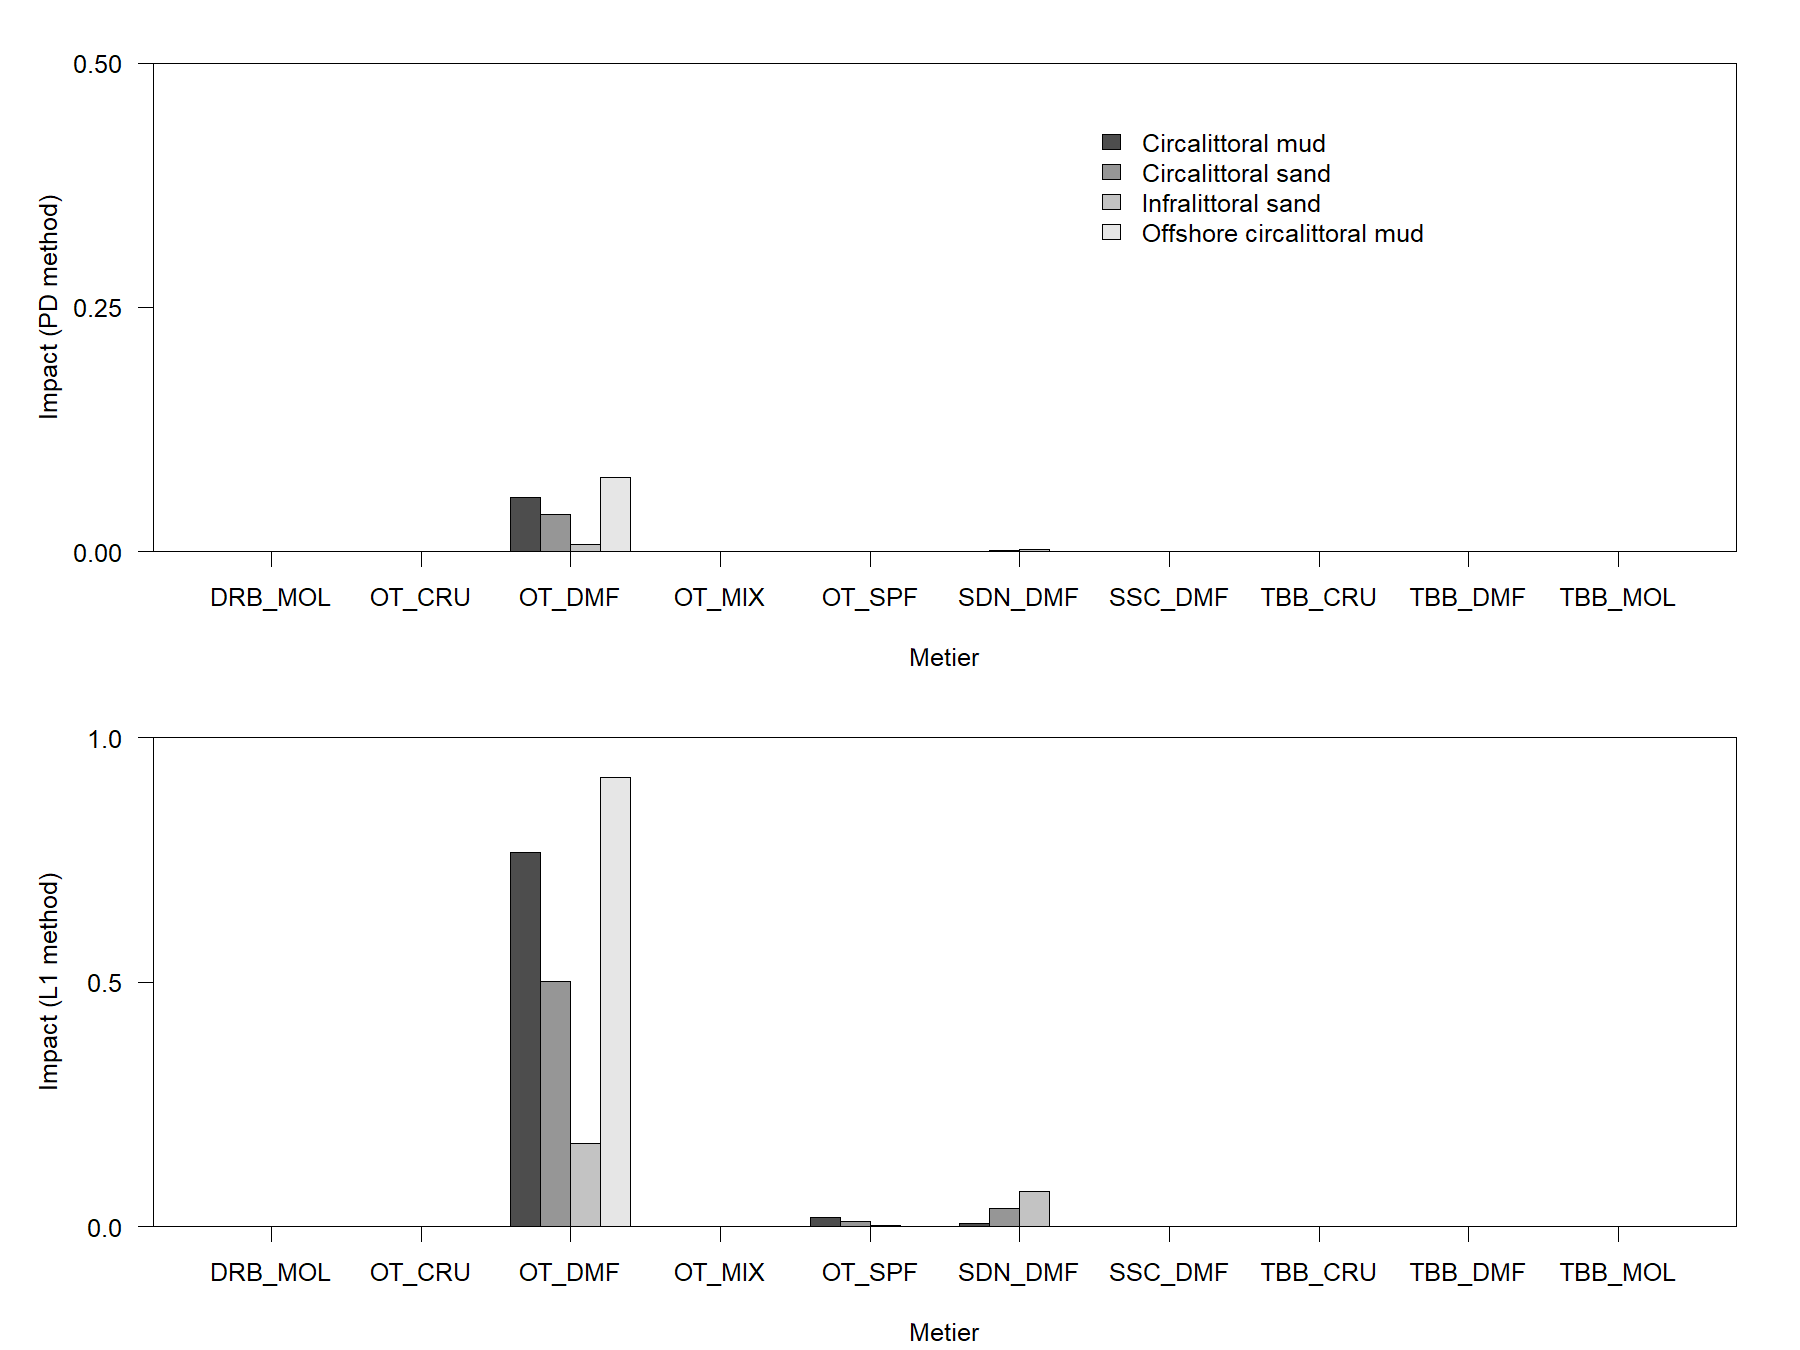 Impact (PD method)
0.50
0.25
0.00
Circalittoral mud
Circalittoral sand
Infralittoral sand
Offshore circalittoral mud
DRB_MOL OT_CRU OT_DMF OT_MIX OT_SPF SDN_DMF SSC_DMF TBB_CRU TBB_DMF TBB_MOL
Metier
Impact (L1 method)
1.0
0.5
0.0
DRB_MOL OT_CRU OT_DMF OT_MIX OT_SPF SDN_DMF SSC_DMF TBB_CRU TBB_DMF TBB_MOL
Metier